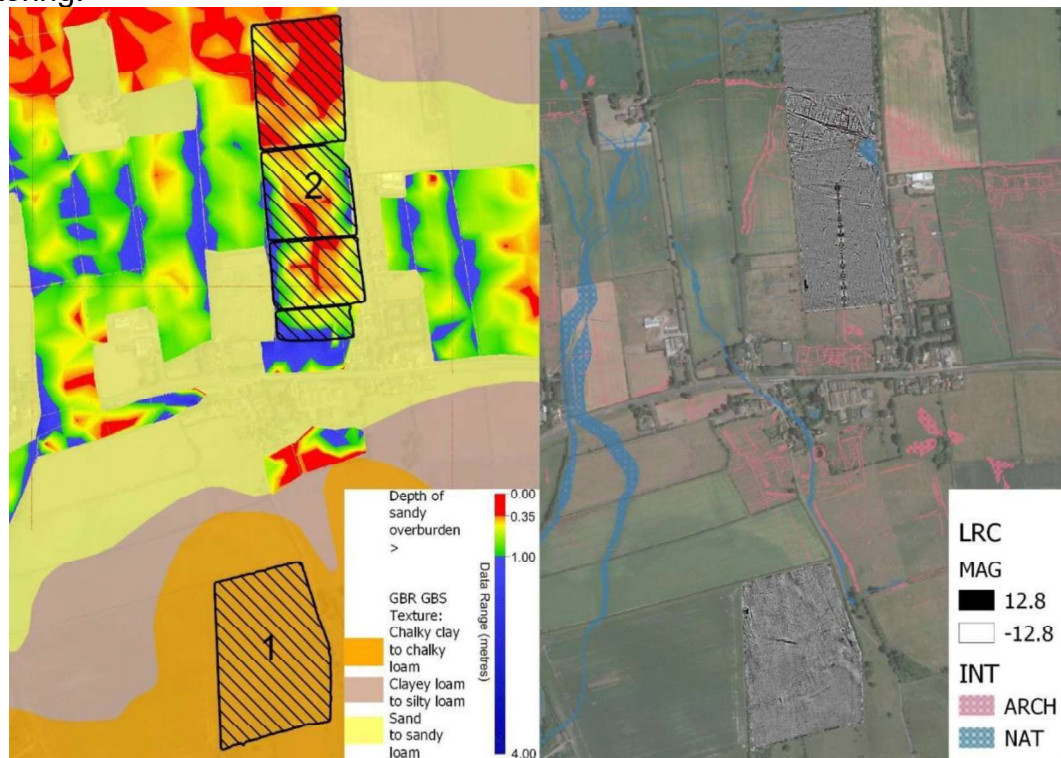 tering.
2
1
Depth of
sandy
overburden
>
0.00
0.35
1.00
Data Range (metres)
4.00
GBR GBS
Texture:
Chalky clay
to chalky
loam
Clayey loam
to silty loam
Sand
to sandy
loam
LRC
MAG
12.8
-12.8
INT
ARCH
NAT